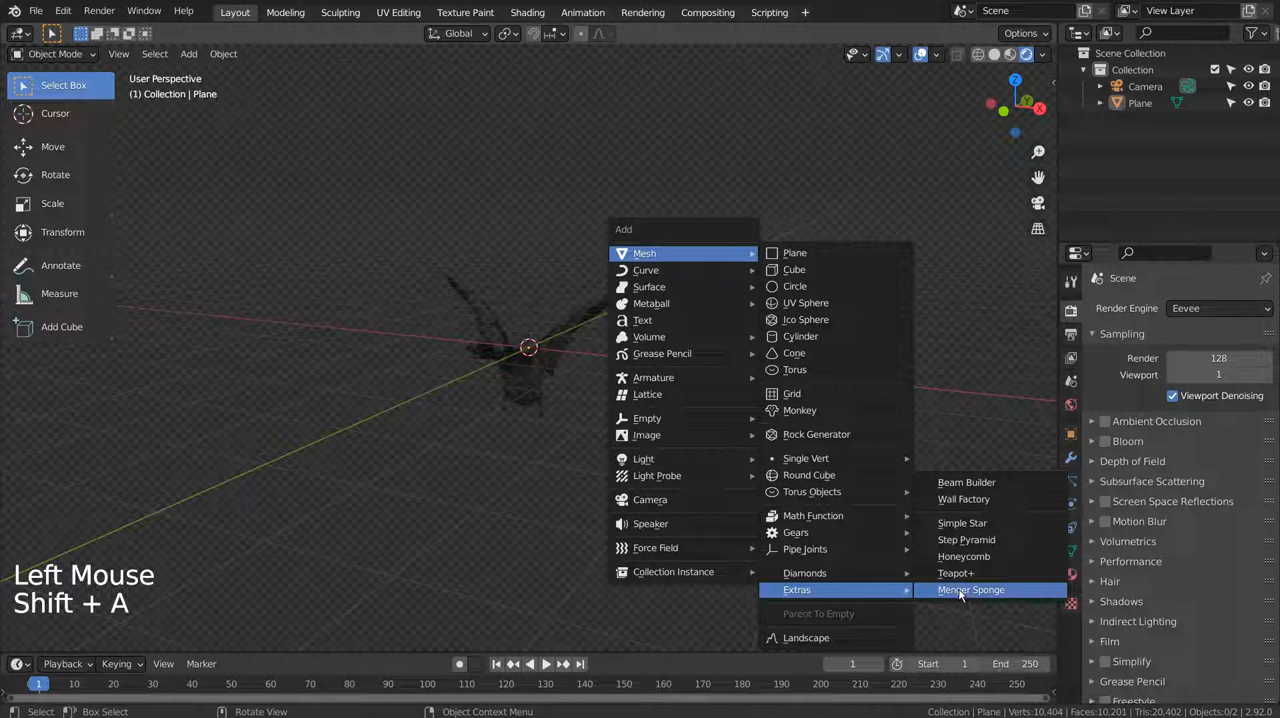 File Edit Render Window Help Layout Modeling Sculpting UV Editing Texture Paint Shading Animation Rendering Compositing Scripting + Scene View Layer
Global Options
Object Mode View Select Add Object
User Perspective
(1) Collection | Plane
Select Box
Cursor
Move
Rotate
Scale
Transform
Annotate
Measure
Add Cube
Y
X
Z
Add
Mesh
Curve
Surface
Metaball
Text
Volume
Grease Pencil
Armature
Lattice
Empty
Image
Light
Light Probe
Camera
Speaker
Force Field
Collection Instance
Plane
Cube
Circle
UV Sphere
Ico Sphere
Cylinder
Cone
Torus
Grid
Monkey
Rock Generator
Single Vert
Round Cube
Torus Objects
Math Function
Gears
Pipe Joints
Diamonds
Extras
Parent To Empty
Landscape
Beam Builder
Wall Factory
Simple Star
Step Pyramid
Honeycomb
Teapot+
Menger Sponge
Left Mouse
Shift + A
Scene Collection
Collection
Camera
Plane
Scene
Render Engine Eevee
Sampling
Render 128
Viewport 1
Viewport Denoising
Ambient Occlusion
Bloom
Depth of Field
Subsurface Scattering
Screen Space Reflections
Motion Blur
Volumetrics
Performance
Hair
Shadows
Indirect Lighting
Film
Simplify
Grease Pencil
Freestyle
Playback Keying View Marker 1 Start 1 End 250
1 10 20 30 40 50 60 70 80 90 100 110 120 130 140 150 160 170 180 190 200 210 220 230 240 250
Select Box Select Rotate View Object Context Menu Collection | Plane | Verts:10,404 | Faces:10,201 | Tris:20,402 | Objects:0/2 | 2.92.0